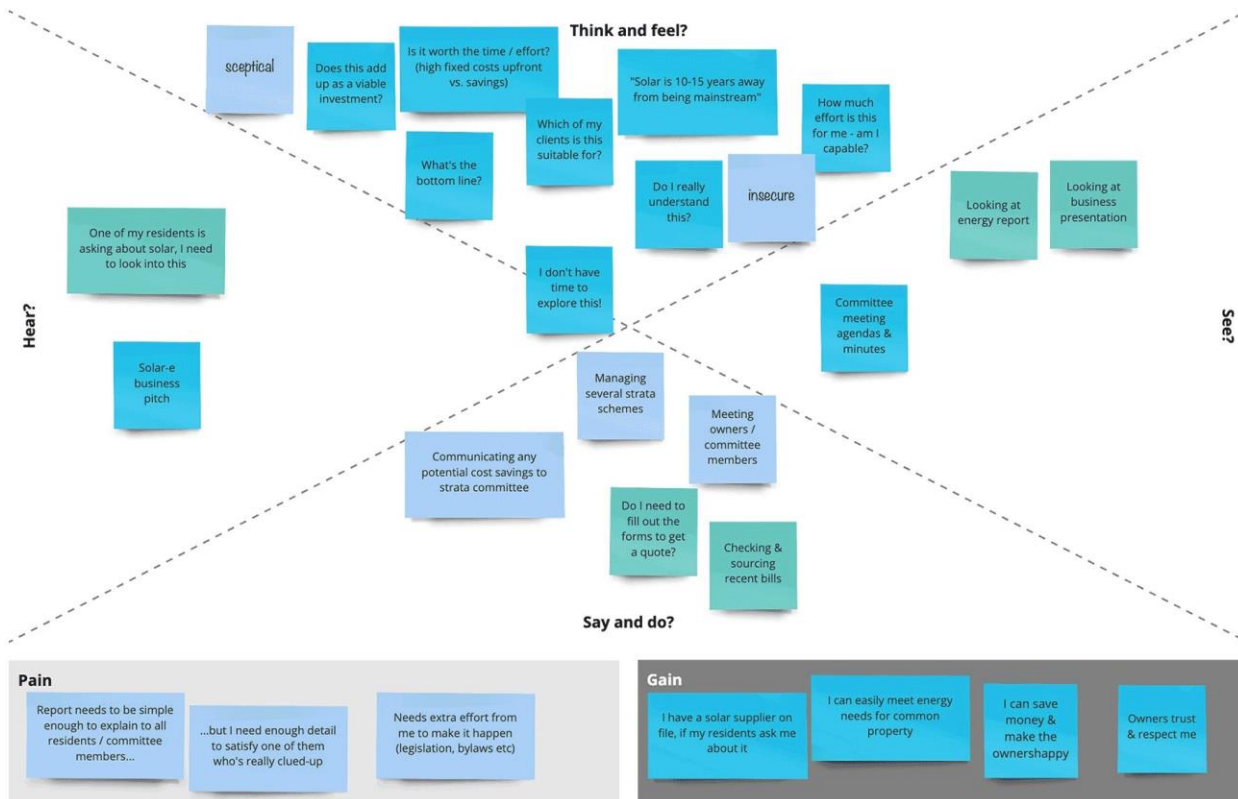 Think and feel?
sceptical
Does this add
up as a viable
investment?
Is it worth the time / effort?
(high fixed costs upfront
vs. savings)
"Solar is 10-15 years away
from being mainstream"
How much
effort is this
for me - am I
capable?
Which of my
clients is this
suitable for?
What's the
bottom line?
Do I really
understand
this?
insecure
I don't have
time to
explore this!
Hear?
One of my residents is
asking about solar, I need
to look into this
Solar-e
business
pitch
See?
Looking at
energy report
Looking at
business
presentation
Committee
meeting
agendas &
minutes
Managing
several strata
schemes
Meeting
owners /
committee
members
Communicating any
potential cost savings to
strata committee
Do I need to
fill out the
forms to get
a quote?
Checking &
sourcing
recent bills
Say and do?
Pain
Report needs to be simple
enough to explain to all
residents / committee
members...
...but I need enough detail
to satisfy one of them
who's really clued-up
Needs extra effort from
me to make it happen
(legislation, bylaws etc)
Gain
I have a solar supplier on
file, if my residents ask me
about it
I can easily meet energy
needs for common
property
I can save
money &
make the
ownershappy
Owners trust
& respect me